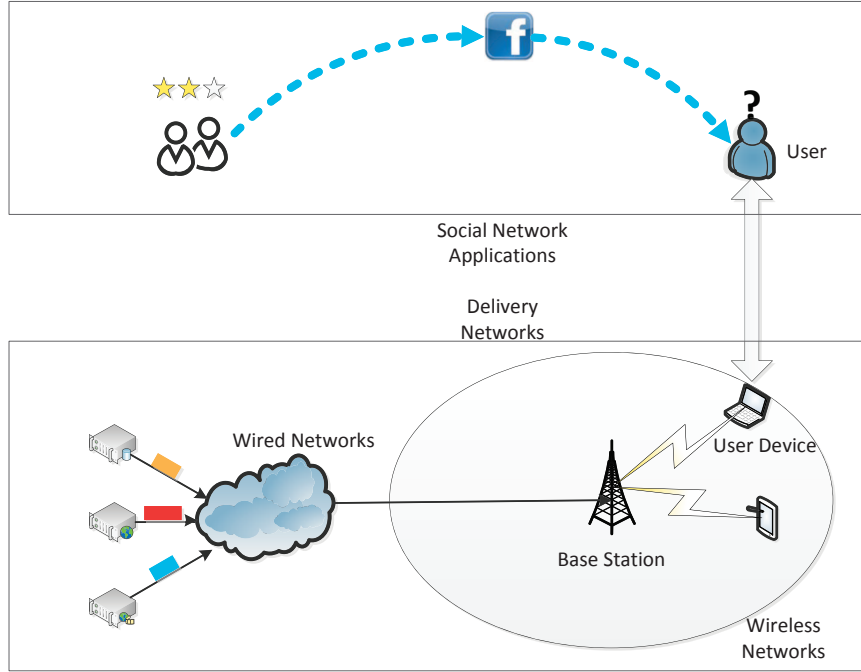 f
?
User
Social Network
Applications
Delivery
Networks
Wired Networks
User Device
Base Station
Wireless
Networks